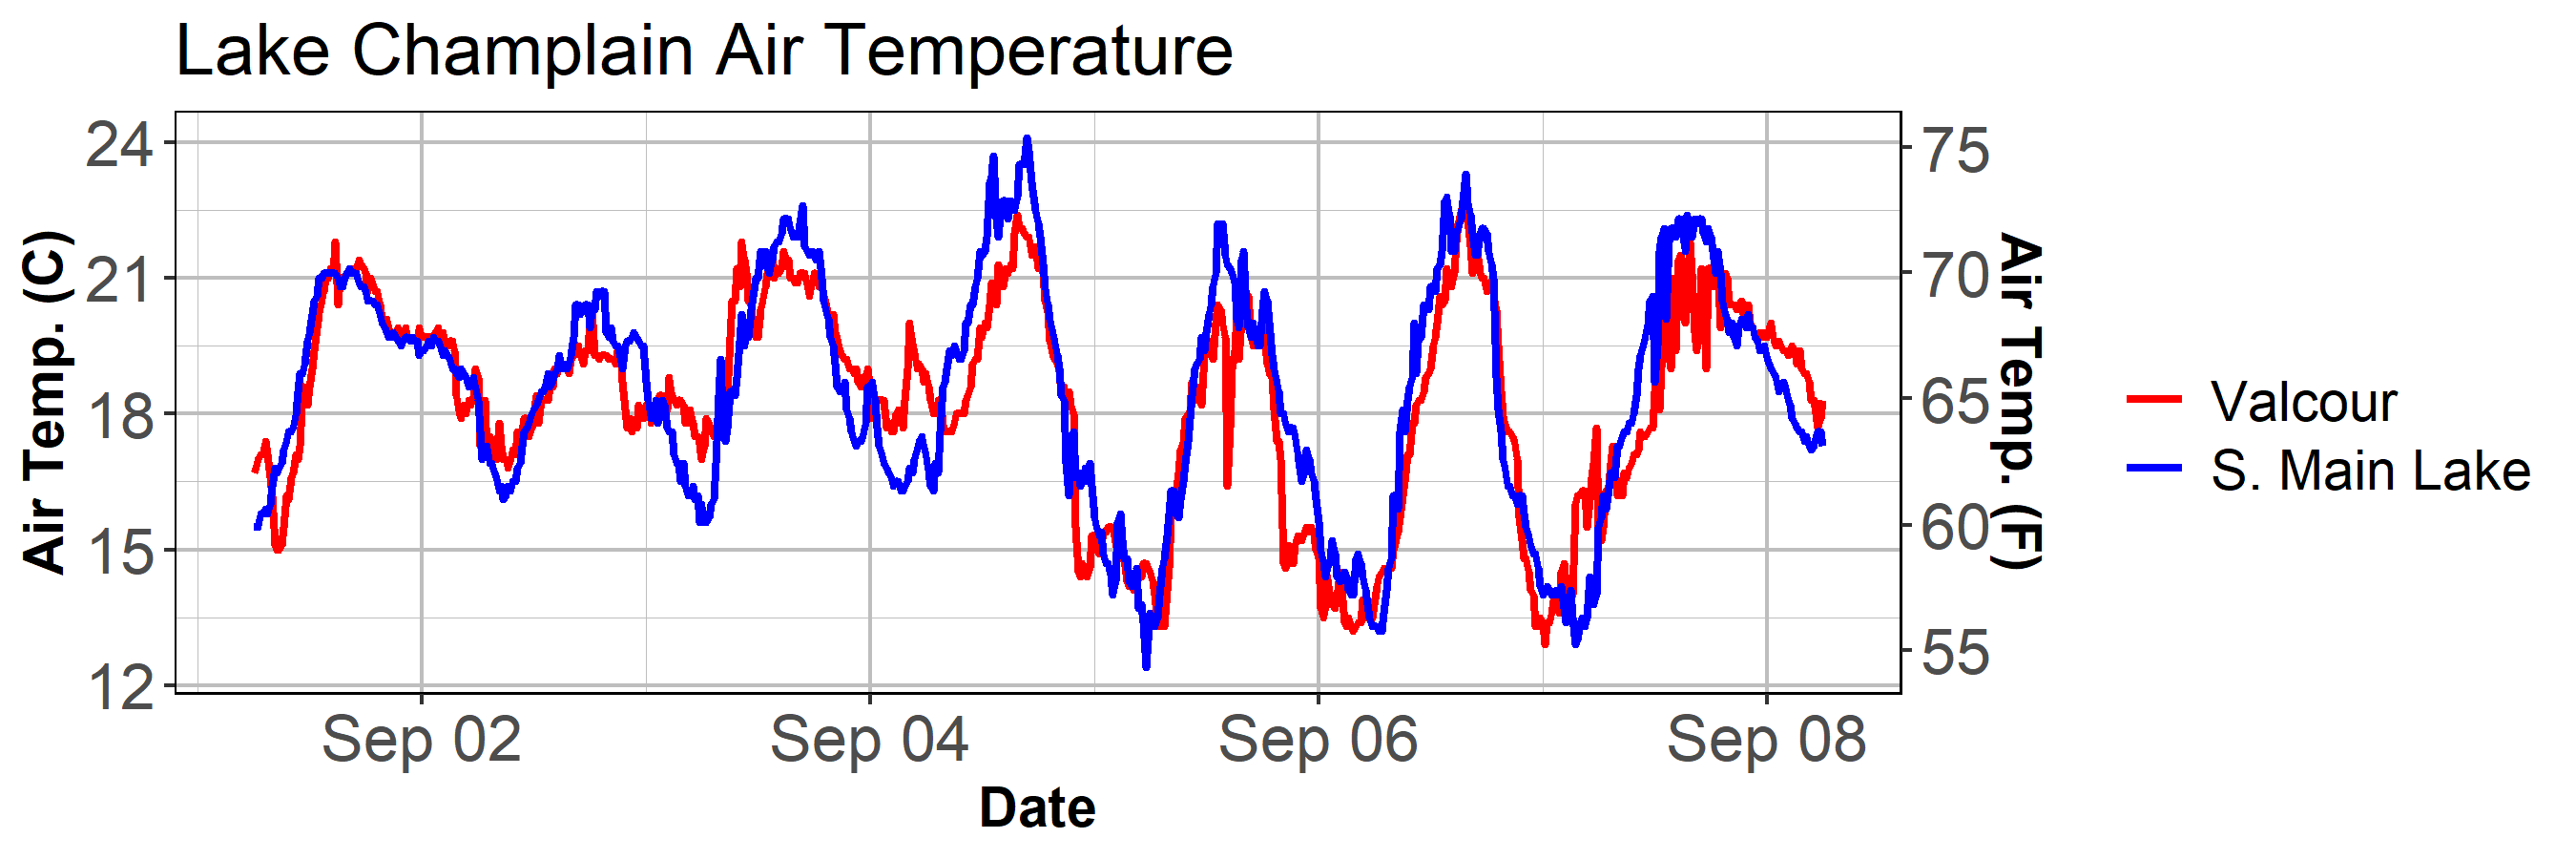 Lake Champlain Air Temperature
Air Temp. (C)
24
21
18
15
12
75
70
65
60
55
Air Temp. (F)
Sep 02
Sep 04
Sep 06
Sep 08
Date
Valcour
S. Main Lake